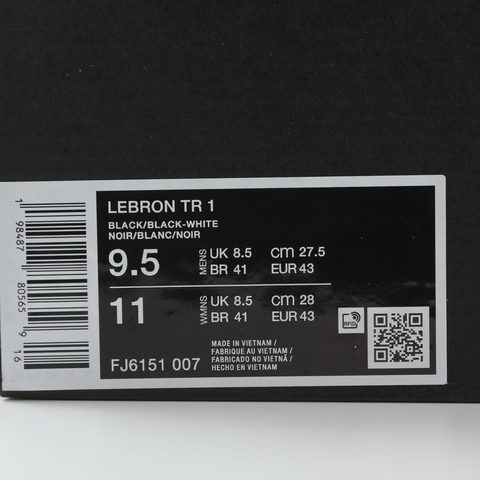 LEBRON TR 1
BLACK/BLACK-WHITE
NOIR/BLANC/NOIR
9.5 MENS UK 8.5 cm 27.5
BR 41 EUR 43
11 WMNS UK 8.5 cm 28
BR 41 EUR 43
RFID
FJ6151 007
MADE IN VIETNAM /
FABRIQUE AU VIETNAM /
FABRICADO NO VIETNÃ /
HECHO EN VIETNAM
1 98487 80565 9 16